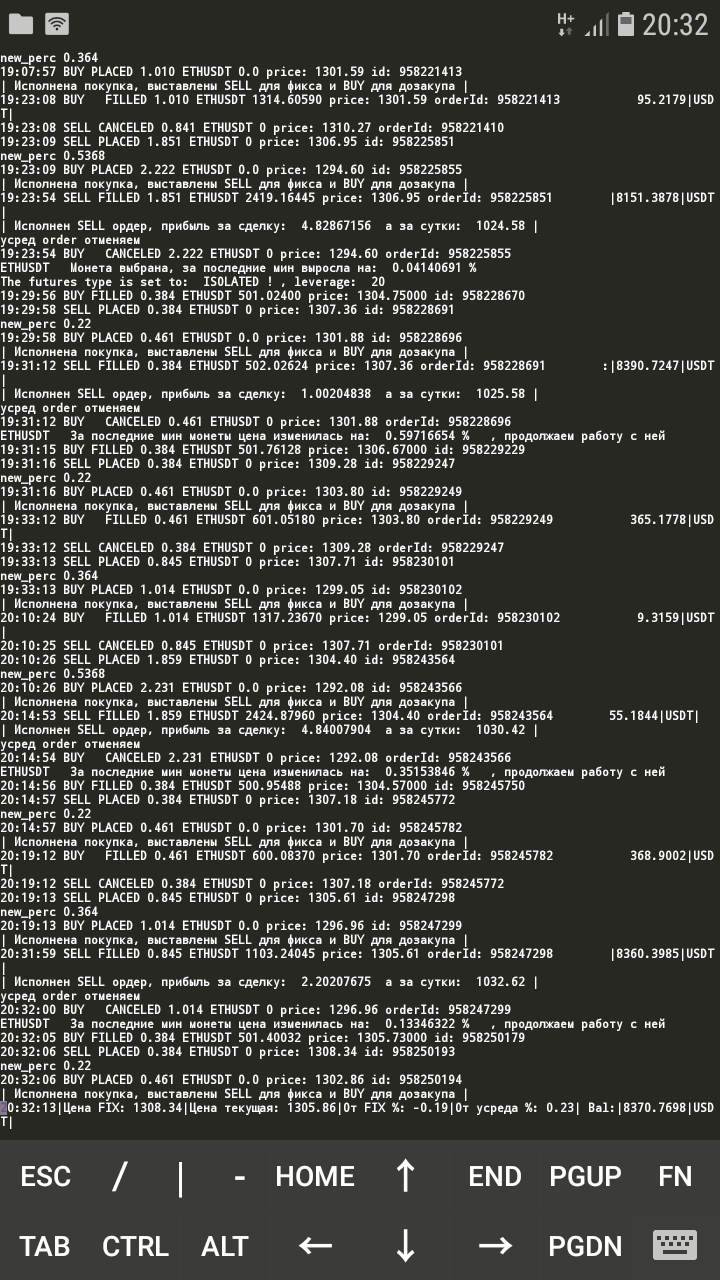 H+ 20:32
new_perc 0.364
19:07:57 BUY PLACED 1.010 ETHUSDT 0.0 price: 1301.59 id: 958221413
| Исполнена покупка, выставлены SELL для фикса и BUY для дозакупа |
19:23:08 BUY FILLED 1.010 ETHUSDT 1314.60590 price: 1301.59 orderId: 958221413 95.2179|USD
T|
19:23:08 SELL CANCELED 0.841 ETHUSDT 0 price: 1310.27 orderId: 958221410
19:23:09 SELL PLACED 1.851 ETHUSDT 0 price: 1306.95 id: 958225851
new_perc 0.5368
19:23:09 BUY PLACED 2.222 ETHUSDT 0.0 price: 1294.60 id: 958225855
| Исполнена покупка, выставлены SELL для фикса и BUY для дозакупа |
19:23:54 SELL FILLED 1.851 ETHUSDT 2419.16445 price: 1306.95 orderId: 958225851 |8151.3878|USDT
|
| Исполнен SELL ордер, прибыль за сделку: 4.82867156 а за сутки: 1024.58 |
усред order отменяем
19:23:54 BUY CANCELED 2.222 ETHUSDT 0 price: 1294.60 orderId: 958225855
ETHUSDT Монета выбрана, за последние мин выросла на: 0.04140691 %
The futures type is set to: ISOLATED ! , leverage: 20
19:29:56 BUY FILLED 0.384 ETHUSDT 501.02400 price: 1304.75000 id: 958228670
19:29:58 SELL PLACED 0.384 ETHUSDT 0 price: 1307.36 id: 958228691
new_perc 0.22
19:29:58 BUY PLACED 0.461 ETHUSDT 0.0 price: 1301.88 id: 958228696
| Исполнена покупка, выставлены SELL для фикса и BUY для дозакупа |
19:31:12 SELL FILLED 0.384 ETHUSDT 502.02624 price: 1307.36 orderId: 958228691 :|8390.7247|USDT
|
| Исполнен SELL ордер, прибыль за сделку: 1.00204838 а за сутки: 1025.58 |
усред order отменяем
19:31:12 BUY CANCELED 0.461 ETHUSDT 0 price: 1301.88 orderId: 958228696
ETHUSDT За последние мин монеты цена изменилась на: 0.59716654 % , продолжаем работу с ней
19:31:15 BUY FILLED 0.384 ETHUSDT 501.76128 price: 1306.67000 id: 958229229
19:31:16 SELL PLACED 0.384 ETHUSDT 0 price: 1309.28 id: 958229247
new_perc 0.22
19:31:16 BUY PLACED 0.461 ETHUSDT 0.0 price: 1303.80 id: 958229249
| Исполнена покупка, выставлены SELL для фикса и BUY для дозакупа |
19:33:12 BUY FILLED 0.461 ETHUSDT 601.05180 price: 1303.80 orderId: 958229249 365.1778|USD
T|
19:33:12 SELL CANCELED 0.384 ETHUSDT 0 price: 1309.28 orderId: 958229247
19:33:13 SELL PLACED 0.845 ETHUSDT 0 price: 1307.71 id: 958230101
new_perc 0.364
19:33:13 BUY PLACED 1.014 ETHUSDT 0.0 price: 1299.05 id: 958230102
| Исполнена покупка, выставлены SELL для фикса и BUY для дозакупа |
20:10:24 BUY FILLED 1.014 ETHUSDT 1317.23670 price: 1299.05 orderId: 958230102 9.3159|USDT
|
20:10:25 SELL CANCELED 0.845 ETHUSDT 0 price: 1307.71 orderId: 958230101
20:10:26 SELL PLACED 1.859 ETHUSDT 0 price: 1304.40 id: 958243564
new_perc 0.5368
20:10:26 BUY PLACED 2.231 ETHUSDT 0.0 price: 1292.08 id: 958243566
| Исполнена покупка, выставлены SELL для фикса и BUY для дозакупа |
20:14:53 SELL FILLED 1.859 ETHUSDT 2424.87960 price: 1304.40 orderId: 958243564 55.1844|USDT|
| Исполнен SELL ордер, прибыль за сделку: 4.84007904 а за сутки: 1030.42 |
усред order отменяем
20:14:54 BUY CANCELED 2.231 ETHUSDT 0 price: 1292.08 orderId: 958243566
ETHUSDT За последние мин монеты цена изменилась на: 0.35153846 % , продолжаем работу с ней
20:14:56 BUY FILLED 0.384 ETHUSDT 500.95488 price: 1304.57000 id: 958245750
20:14:57 SELL PLACED 0.384 ETHUSDT 0 price: 1307.18 id: 958245772
new_perc 0.22
20:14:57 BUY PLACED 0.461 ETHUSDT 0.0 price: 1301.70 id: 958245782
| Исполнена покупка, выставлены SELL для фикса и BUY для дозакупа |
20:19:12 BUY FILLED 0.461 ETHUSDT 600.08370 price: 1301.70 orderId: 958245782 368.9002|USD
T|
20:19:12 SELL CANCELED 0.384 ETHUSDT 0 price: 1307.18 orderId: 958245772
20:19:13 SELL PLACED 0.845 ETHUSDT 0 price: 1305.61 id: 958247298
new_perc 0.364
20:19:13 BUY PLACED 1.014 ETHUSDT 0.0 price: 1296.96 id: 958247299
| Исполнена покупка, выставлены SELL для фикса и BUY для дозакупа |
20:31:59 SELL FILLED 0.845 ETHUSDT 1103.24045 price: 1305.61 orderId: 958247298 |8360.3985|USDT
|
| Исполнен SELL ордер, прибыль за сделку: 2.20207675 а за сутки: 1032.62 |
усред order отменяем
20:32:00 BUY CANCELED 1.014 ETHUSDT 0 price: 1296.96 orderId: 958247299
ETHUSDT За последние мин монеты цена изменилась на: 0.13346322 % , продолжаем работу с ней
20:32:05 BUY FILLED 0.384 ETHUSDT 501.40032 price: 1305.73000 id: 958250179
20:32:06 SELL PLACED 0.384 ETHUSDT 0 price: 1308.34 id: 958250193
new_perc 0.22
20:32:06 BUY PLACED 0.461 ETHUSDT 0.0 price: 1302.86 id: 958250194
| Исполнена покупка, выставлены SELL для фикса и BUY для дозакупа |
20:32:13|Цена FIX: 1308.34|Цена текущая: 1305.86|От FIX %: -0.19|От усреда %: 0.23| Bal:|8370.7698|USD
T|
ESC / | - HOME ↑ END PGUP FN
TAB CTRL ALT ← ↓ → PGDN